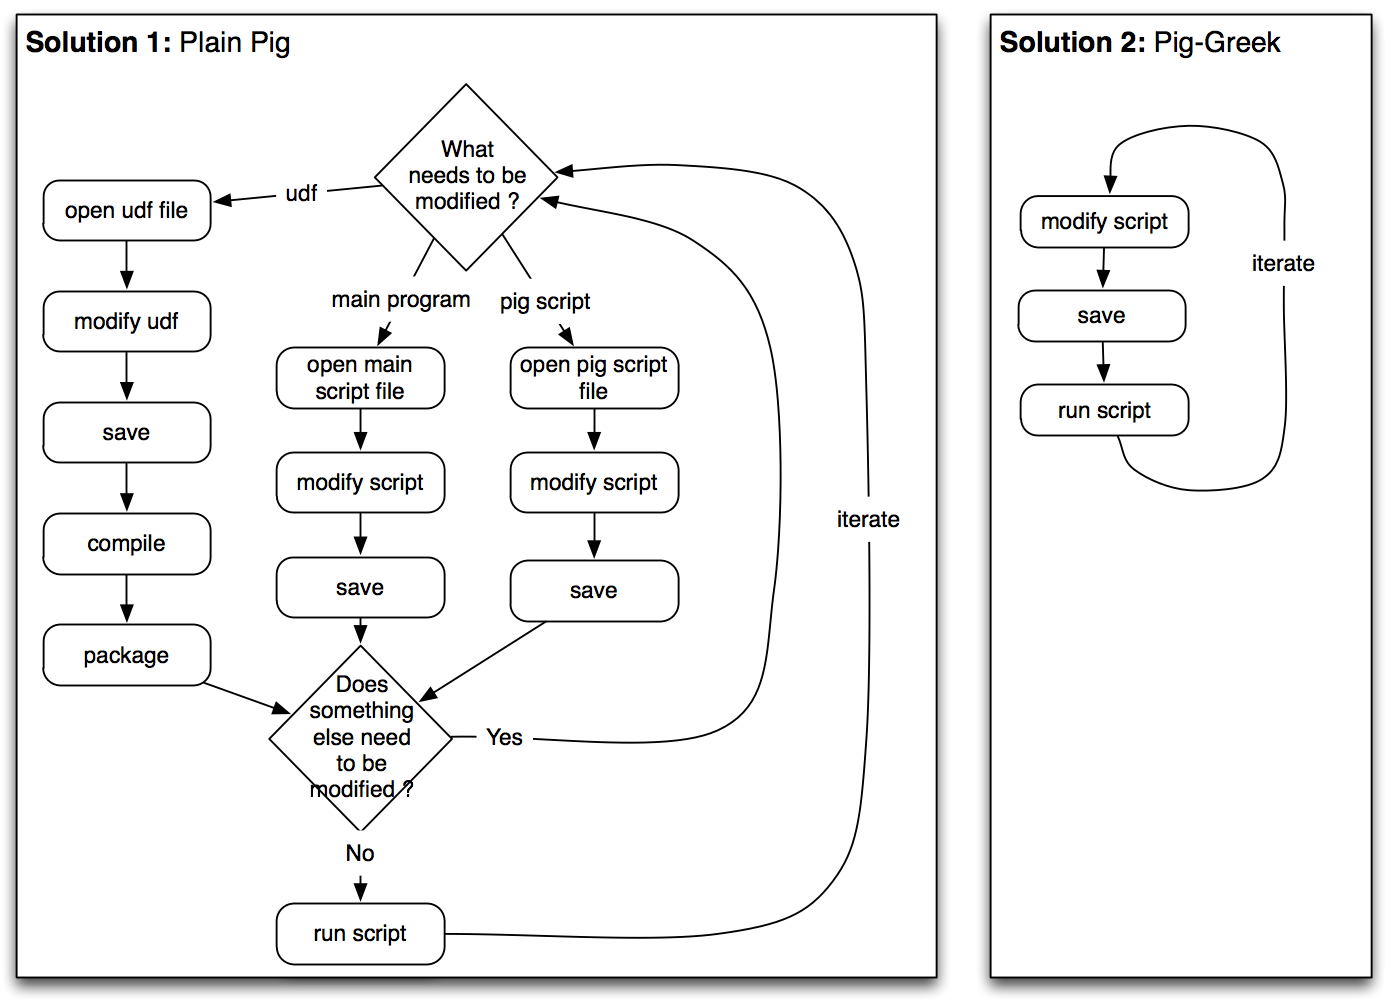 Solution 1: Plain Pig
What
needs to be
modified ?
udf
open udf file
modify udf
save
compile
package
main program
open main
script file
modify script
save
pig script
open pig script
file
modify script
save
Does
something
else need
to be
modified ?
Yes
No
run script
iterate
Solution 2: Pig-Greek
modify script
save
run script
iterate